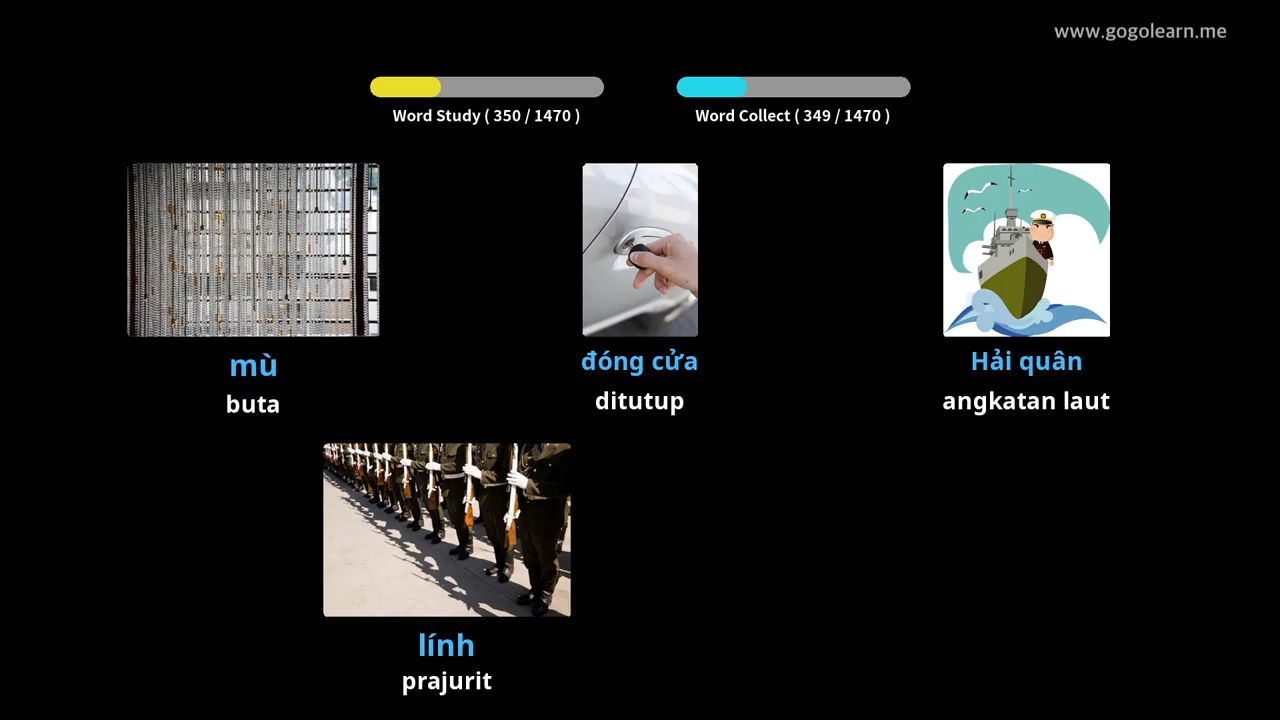 www.gogolearn.me
Word Study ( 350 / 1470 )
Word Collect ( 349 / 1470 )
mù
buta
đóng cửa
ditutup
Hải quân
angkatan laut
lính
prajurit